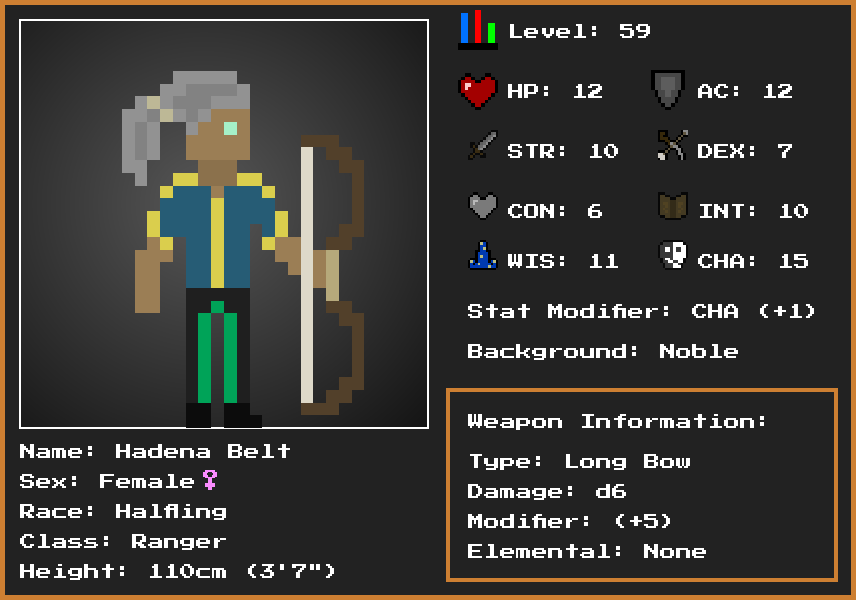 Level: 59
HP: 12
AC: 12
STR: 10
DEX: 7
CON: 6
INT: 10
WIS: 11
CHA: 15
Stat Modifier: CHA (+1)
Background: Noble
Weapon Information:
Type: Long Bow
Damage: d6
Modifier: (+5)
Elemental: None
Name: Hadena Belt
Sex: Female♀
Race: Halfling
Class: Ranger
Height: 110cm (3'7")